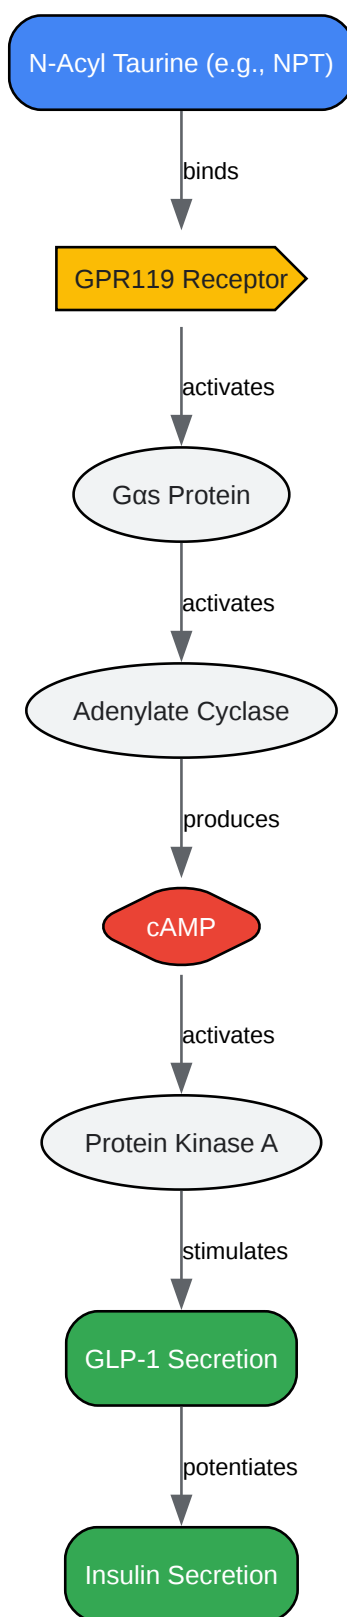 N-Acyl Taurine (e.g., NPT)
binds
GPR119 Receptor
activates
Gαs Protein
activates
Adenylate Cyclase
produces
cAMP
activates
Protein Kinase A
stimulates
GLP-1 Secretion
potentiates
Insulin Secretion